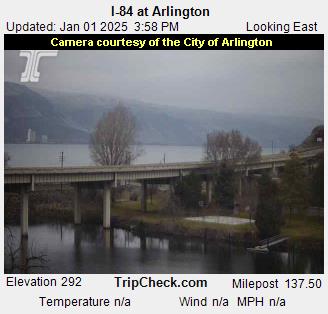 I-84 at Arlington
Updated: Jan 01 2025 3:58 PM Looking East
Camera courtesy of the City of Arlington
Elevation 292 TripCheck.com Milepost 137.50
Temperature n/a Wind n/a MPH n/a